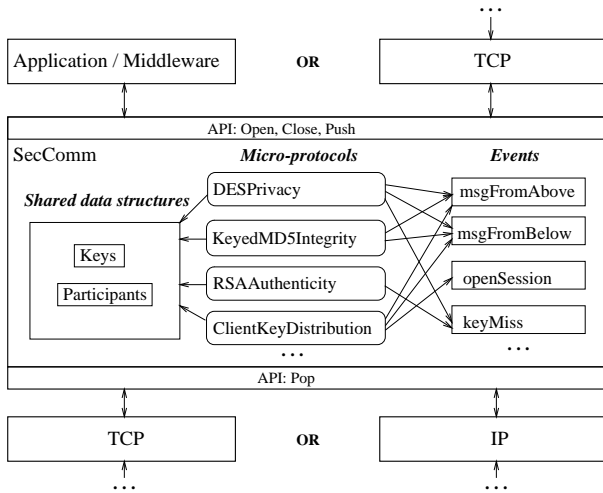 ...
Application / Middleware OR TCP
API: Open, Close, Push
SecComm Micro-protocols Events
Shared data structures
DESPrivacy
KeyedMD5Integrity
RSAAuthenticity
ClientKeyDistribution
...
Keys
Participants
msgFromAbove
msgFromBelow
openSession
keyMiss
...
API: Pop
TCP OR IP
... ...